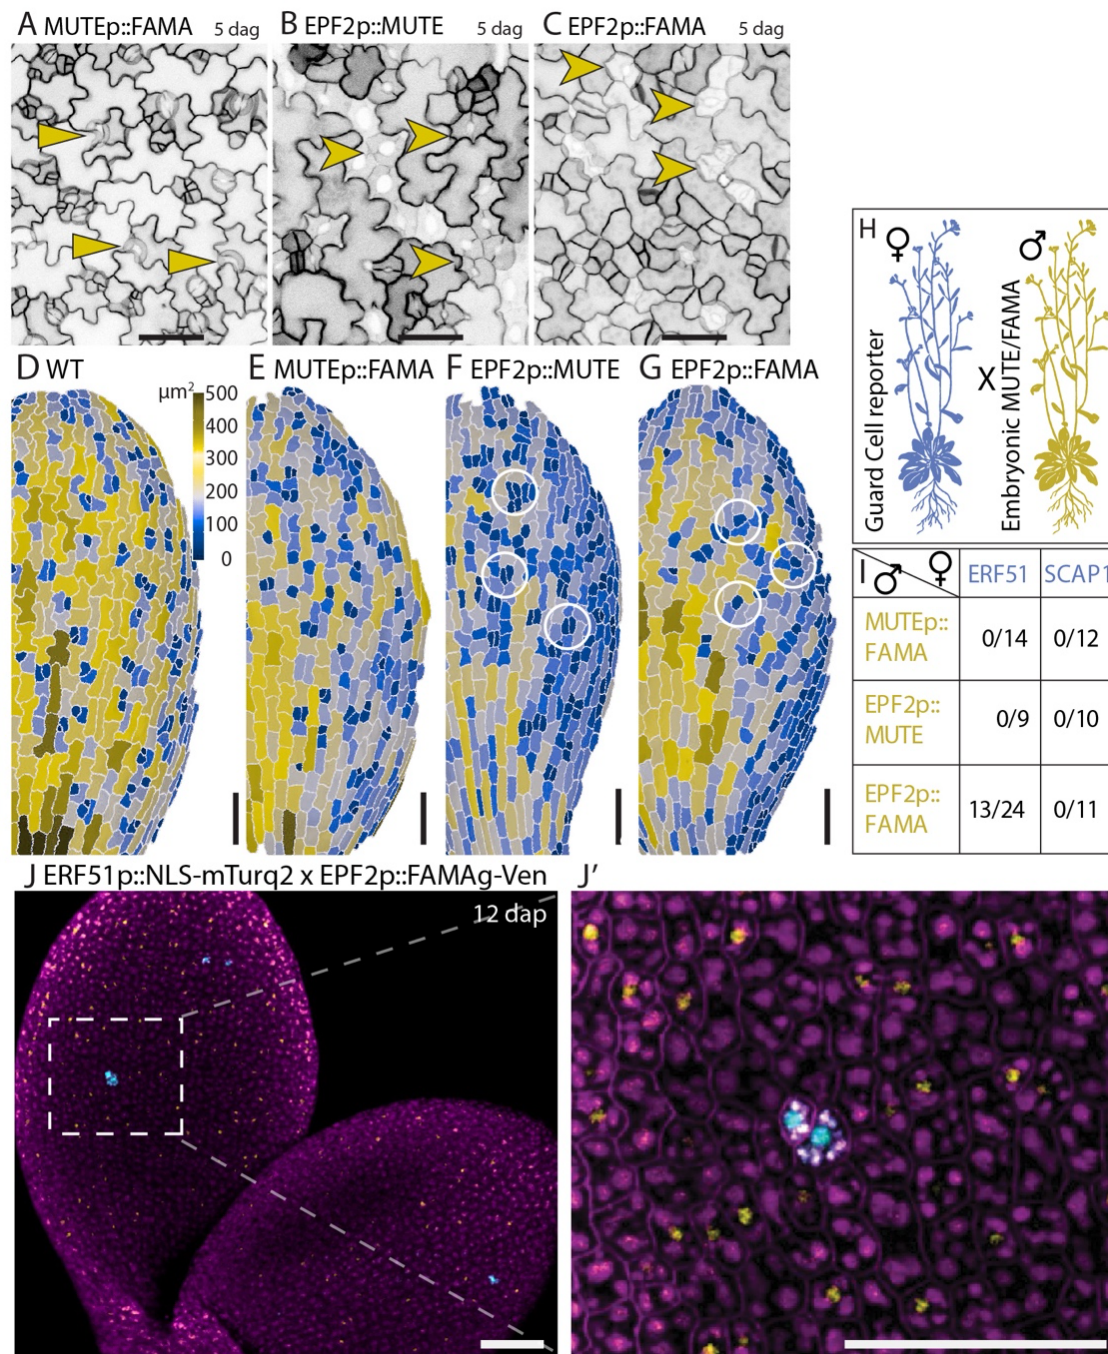 A MUTEp::FAMA 5 dag
B EPF2p::MUTE 5 dag
C EPF2p::FAMA 5 dag
D WT
µm²
500
400
300
200
100
0
E MUTEp::FAMA
F EPF2p::MUTE
G EPF2p::FAMA
H ♀ ♂
Guard Cell reporter
X
Embryonic MUTE/FAMA
I ♂ ♀ ERF51 SCAP1
MUTEp::
FAMA
0/14 0/12
EPF2p::
MUTE
0/9 0/10
EPF2p::
FAMA
13/24 0/11
J ERF51p::NLS-mTurq2 x EPF2p::FAMAg-Ven
12 dap
J’